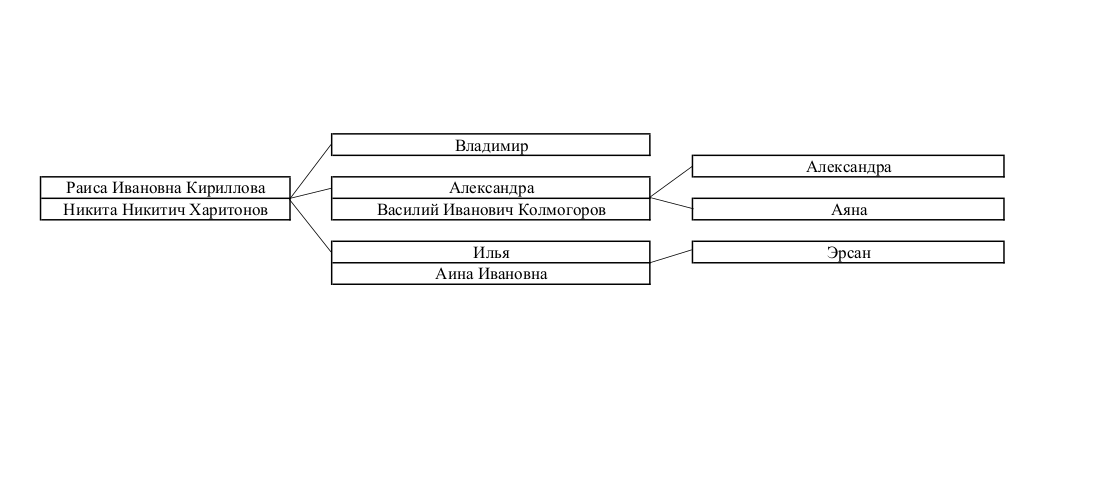 Раиса Ивановна Кириллова
Никита Никитич Харитонов
Владимир
Александра
Василий Иванович Колмогоров
Илья
Аина Ивановна
Александра
Аяна
Эрсан